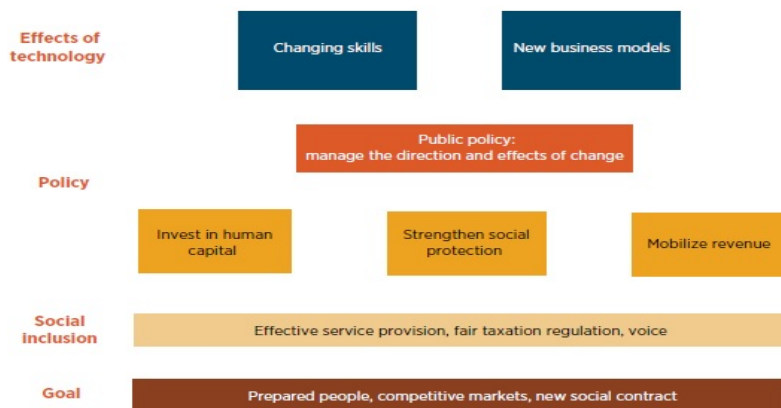 Effects of
technology
Changing skills
New business models
Public policy:
manage the direction and effects of change
Policy
Invest in human
capital
Strengthen social
protection
Mobilize revenue
Social
inclusion
Effective service provision, fair taxation regulation, voice
Goal
Prepared people, competitive markets, new social contract